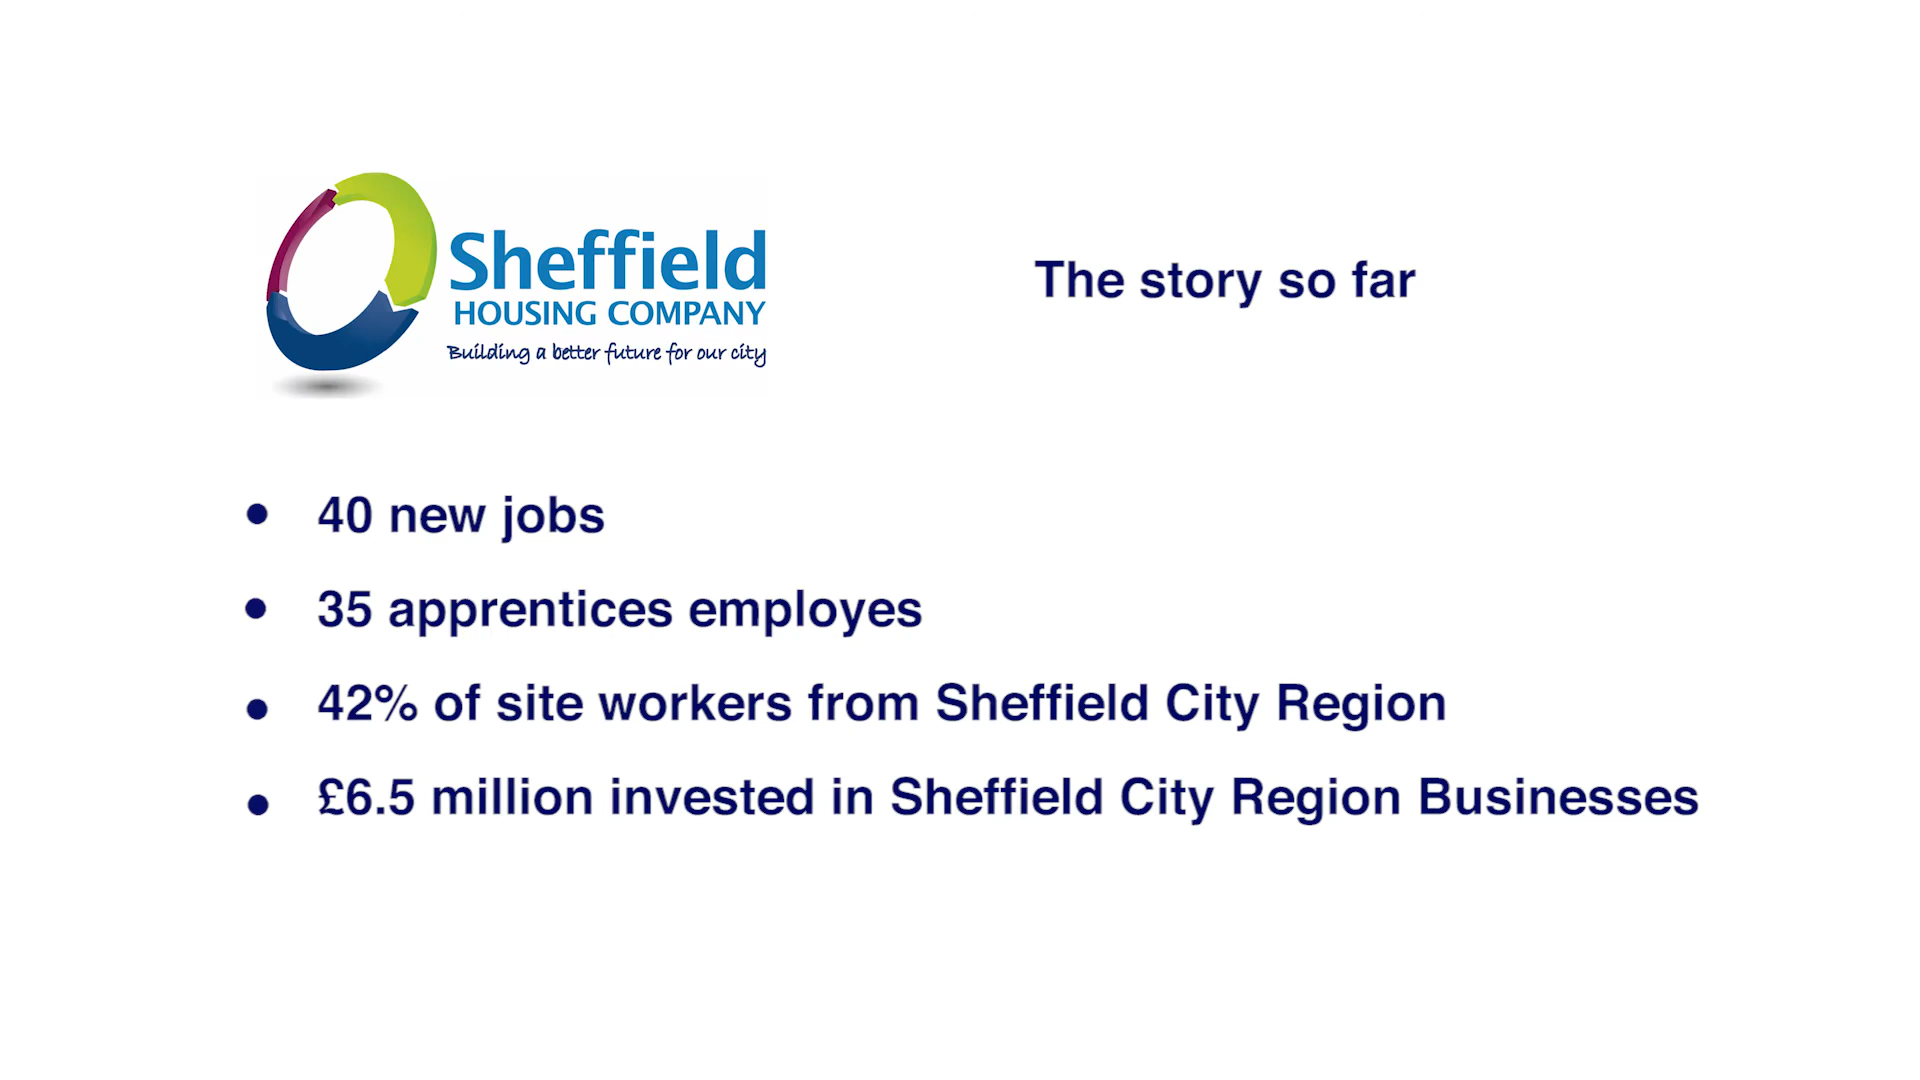 Sheffield
HOUSING COMPANY
Building a better future for our city
The story so far
• 40 new jobs
• 35 apprentices employes
• 42% of site workers from Sheffield City Region
• £6.5 million invested in Sheffield City Region Businesses